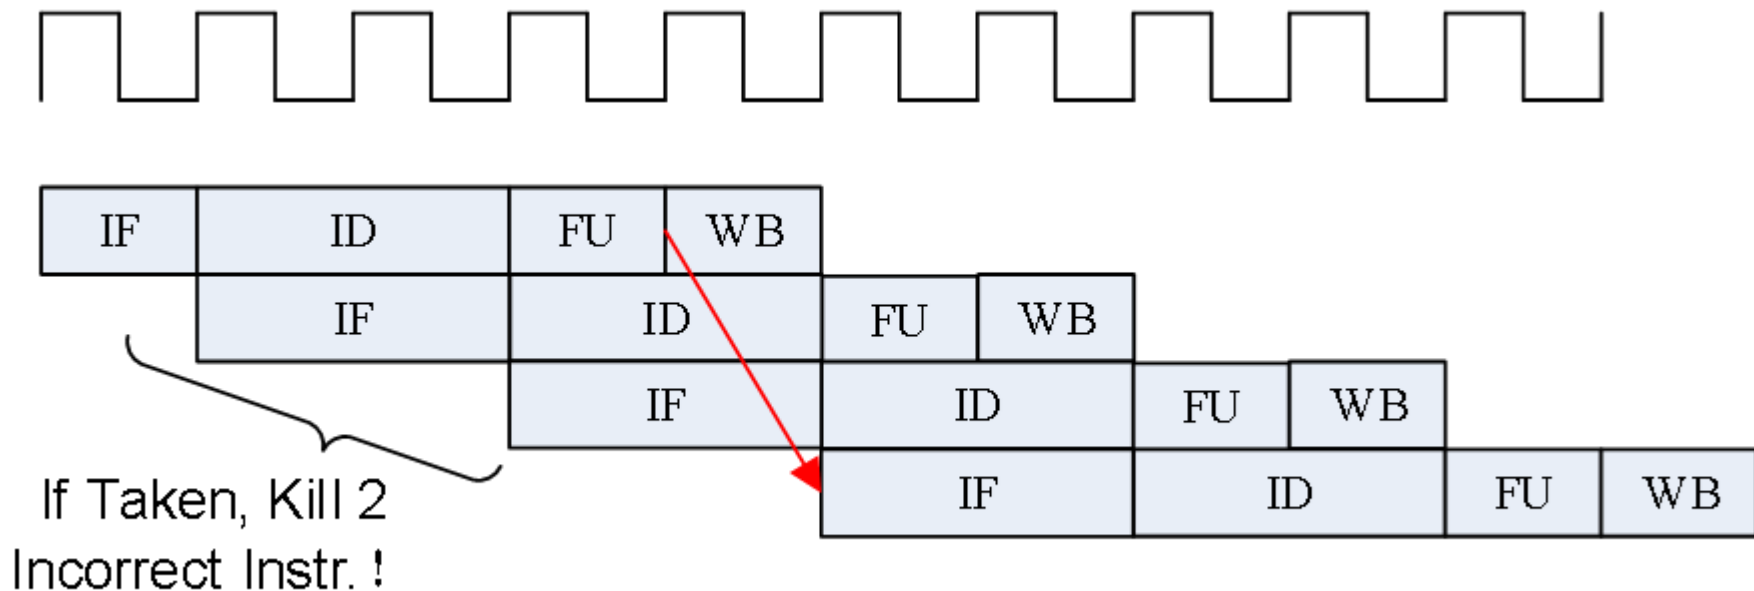 IF ID FU WB
IF ID FU WB
IF ID FU WB
IF ID FU WB
If Taken, Kill 2
Incorrect Instr. !